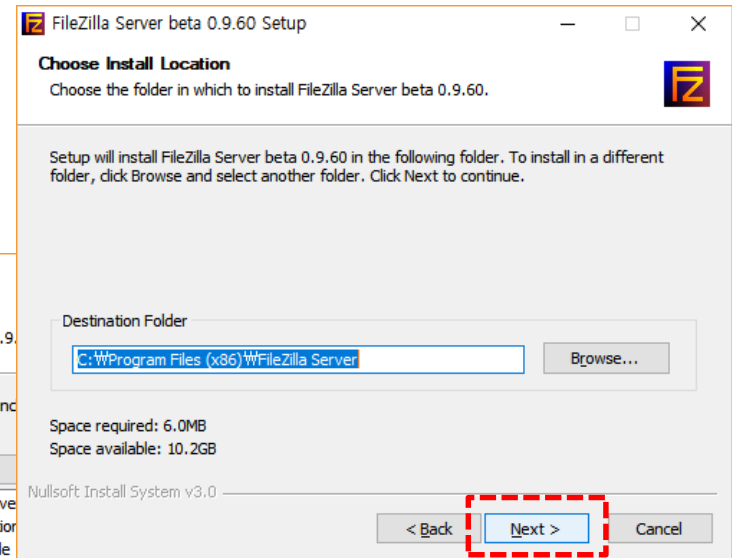 FileZilla Server beta 0.9.60 Setup
Choose Install Location
Choose the folder in which to install FileZilla Server beta 0.9.60.
Setup will install FileZilla Server beta 0.9.60 in the following folder. To install in a different
folder, click Browse and select another folder. Click Next to continue.
Destination Folder
C:₩Program Files (x86)₩FileZilla Server
Browse...
Space required: 6.0MB
Space available: 10.2GB
Nullsoft Install System v3.0
< Back
Next >
Cancel